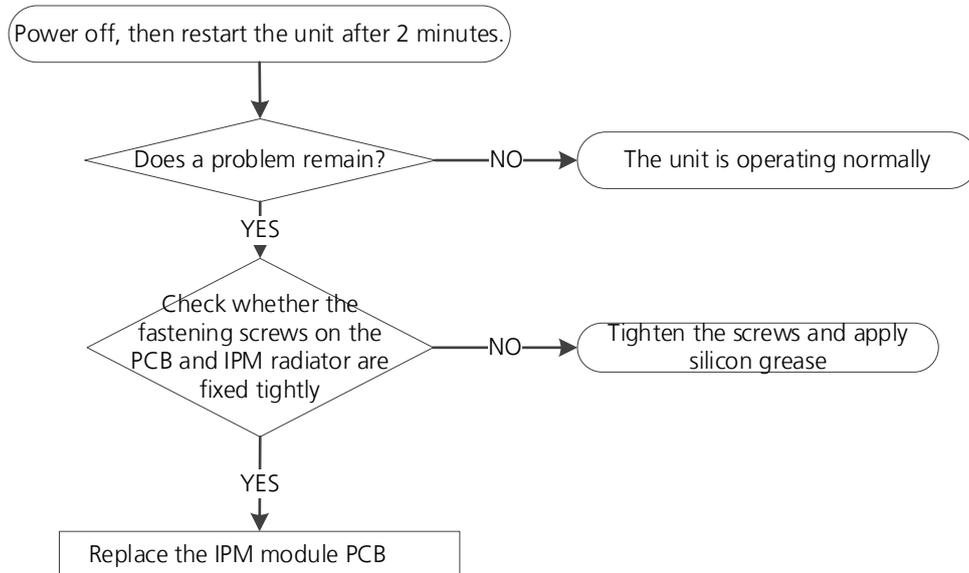 Power off, then restart the unit after 2 minutes.
Does a problem remain?
NO
The unit is operating normally
YES
Check whether the
fastening screws on the
PCB and IPM radiator are
fixed tightly
NO
Tighten the screws and apply
silicon grease
YES
Replace the IPM module PCB